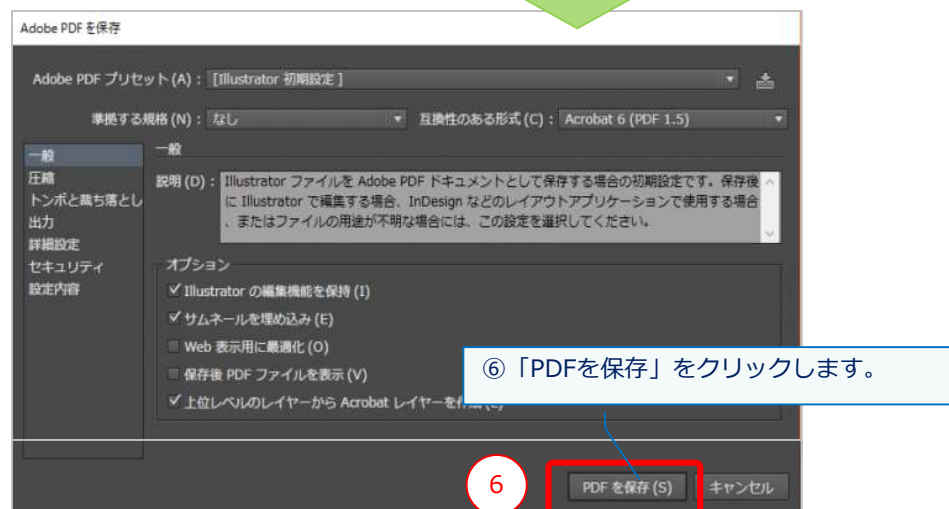 Adobe PDF を保存
Adobe PDF プリセット (A) : [Illustrator 初期設定 ]
準拠する規格 (N) : なし 互換性のある形式 (C) : Acrobat 6 (PDF 1.5)
一般
圧縮
トンボと裁ち落とし
出力
詳細設定
セキュリティ
設定内容
一般
説明 (D) : Illustrator ファイルを Adobe PDF ドキュメントとして保存する場合の初期設定です。保存後
に Illustrator で編集する場合、InDesign などのレイアウトアプリケーションで使用する場合
、またはファイルの用途が不明な場合には、この設定を選択してください。
オプション
Illustrator の編集機能を保持 (I)
サムネールを埋め込み (E)
Web 表示用に最適化 (O)
保存後 PDF ファイルを表示 (V)
上位レベルのレイヤーから Acrobat レイヤーを
⑥「PDFを保存」をクリックします。
6
PDF を保存 (S) キャンセル